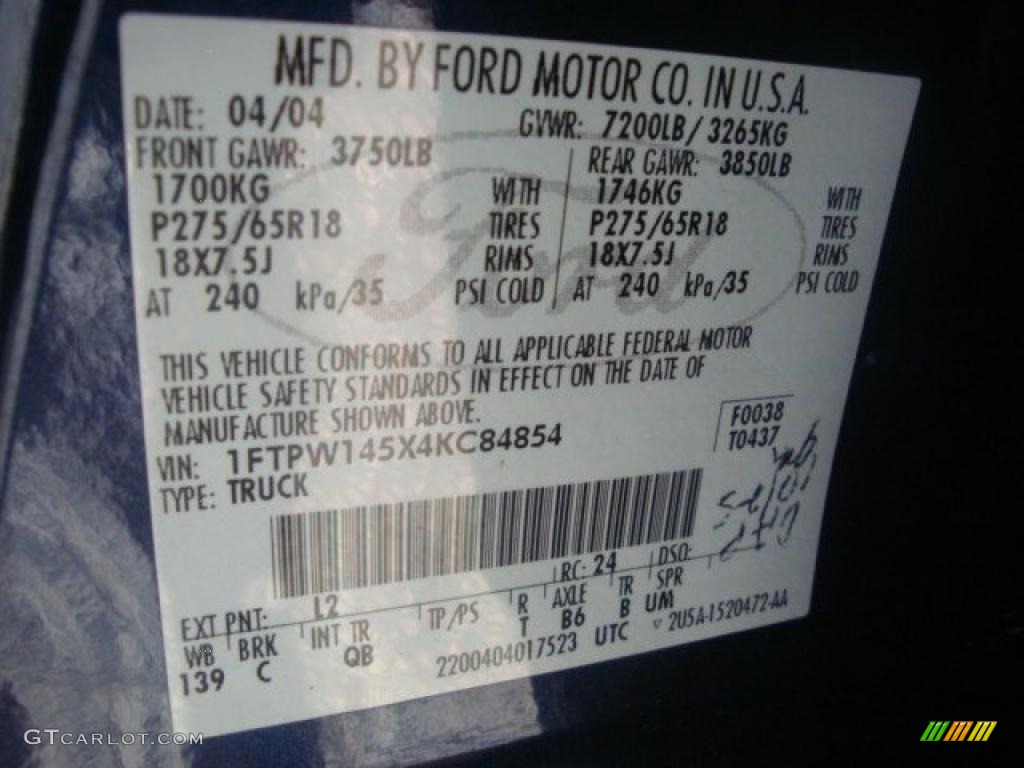 MFD. BY FORD MOTOR CO. IN U.S.A.
DATE: 04/04 GVWR: 7200LB/3265KG
FRONT GAWR: 3750LB REAR GAWR: 3850LB
1700KG WITH 1746KG WITH
P275/65R18 TIRES P275/65R18 TIRES
18X7.5J RIMS 18X7.5J RIMS
AT 240 kPa/35 PSI COLD AT 240 kPa/35 PSI COLD
Ford
THIS VEHICLE CONFORMS TO ALL APPLICABLE FEDERAL MOTOR
VEHICLE SAFETY STANDARDS IN EFFECT ON THE DATE OF
MANUFACTURE SHOWN ABOVE.
F0038
VIN: 1FTPW145X4KC84854 T0437
TYPE: TRUCK
RC: 24 DSO:
EXT PNT: L2
WB BRK INT TR TP/PS R AXLE TR SPR
139 C QB T B6 B UM
2200404017523 UTC ▽ 2U5A-1520472-AA
GTCARLOT.COM